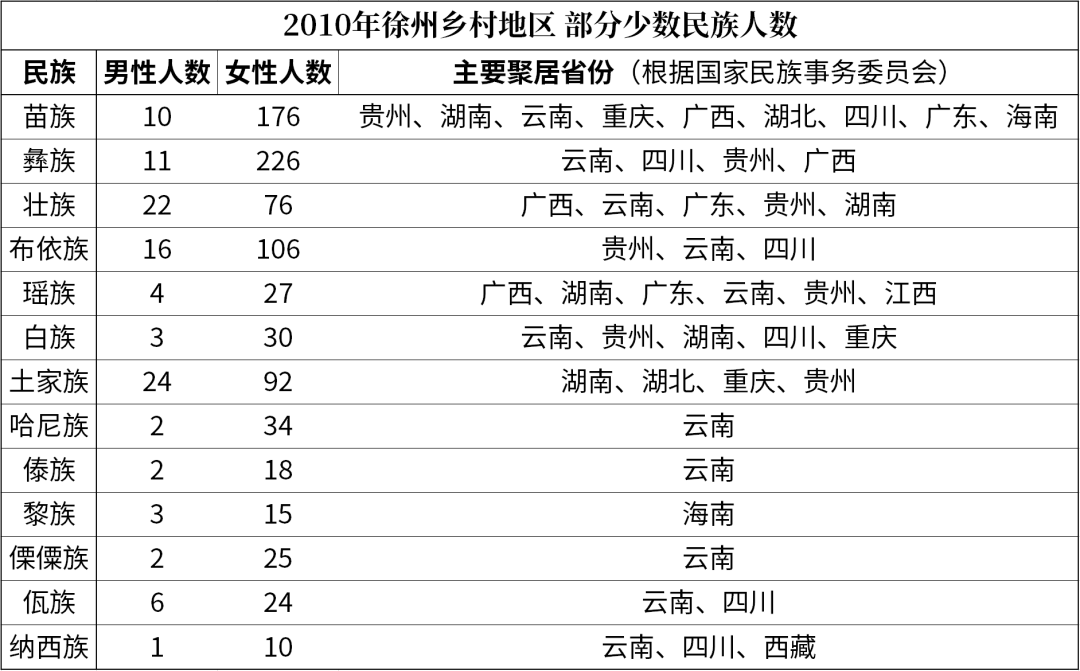 2010年徐州乡村地区 部分少数民族人数
民族 男性人数 女性人数 主要聚居省份（根据国家民族事务委员会）
苗族 10 176 贵州、湖南、云南、重庆、广西、湖北、四川、广东、海南
彝族 11 226 云南、四川、贵州、广西
壮族 22 76 广西、云南、广东、贵州、湖南
布依族 16 106 贵州、云南、四川
瑶族 4 27 广西、湖南、广东、云南、贵州、江西
白族 3 30 云南、贵州、湖南、四川、重庆
土家族 24 92 湖南、湖北、重庆、贵州
哈尼族 2 34 云南
傣族 2 18 云南
黎族 3 15 海南
傈僳族 2 25 云南
佤族 6 24 云南、四川
纳西族 1 10 云南、四川、西藏